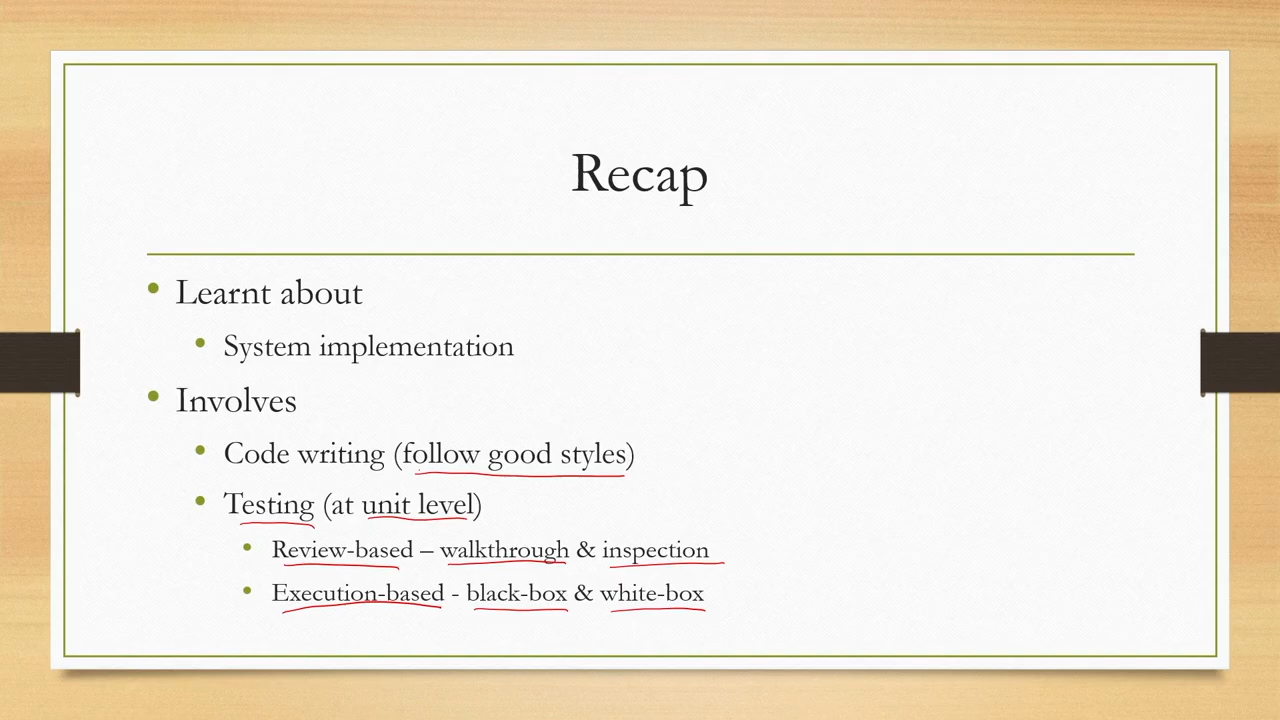 Recap
Learnt about
System implementation
Involves
Code writing (follow good styles)
Testing (at unit level)
Review-based – walkthrough & inspection
Execution-based - black-box & white-box